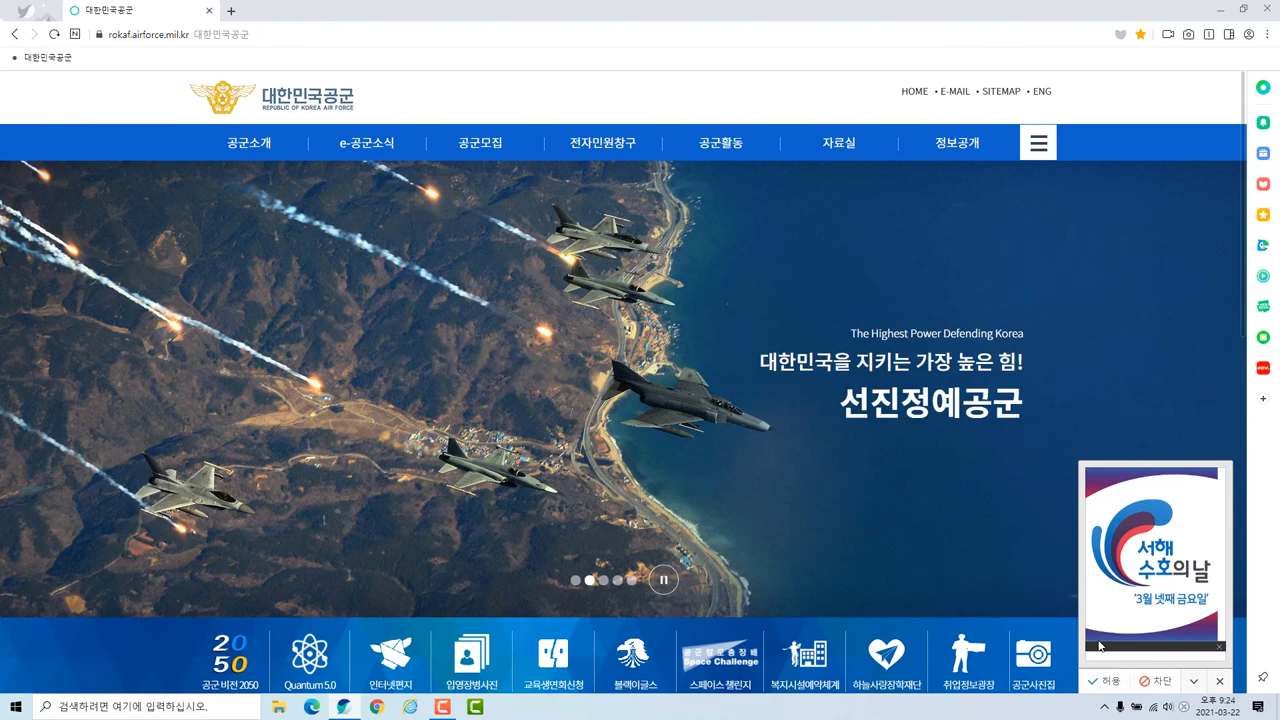 대한민국공군
rokaf.airforce.mil.kr 대한민국공군
대한민국공군
대한민국공군
REPUBLIC OF KOREA AIR FORCE
HOME • E-MAIL • SITEMAP • ENG
공군소개 e-공군소식 공군모집 전자민원창구 공군활동 자료실 정보공개
The Highest Power Defending Korea
대한민국을 지키는 가장 높은 힘!
선진정예공군
서해
수호의날
'3월 넷째 금요일'
20
50
공군참모총장배
Space Challenge
공군 비전 2050 Quantum 5.0 인터넷편지 입영장병사진 교육생면회신청 블랙이글스 스페이스 챌린지 복지시설예약체계 하늘사랑장학재단 취업정보광장 공군사진집
허용 차단
검색하려면 여기에 입력하십시오.
오후 9:24
2021-03-22